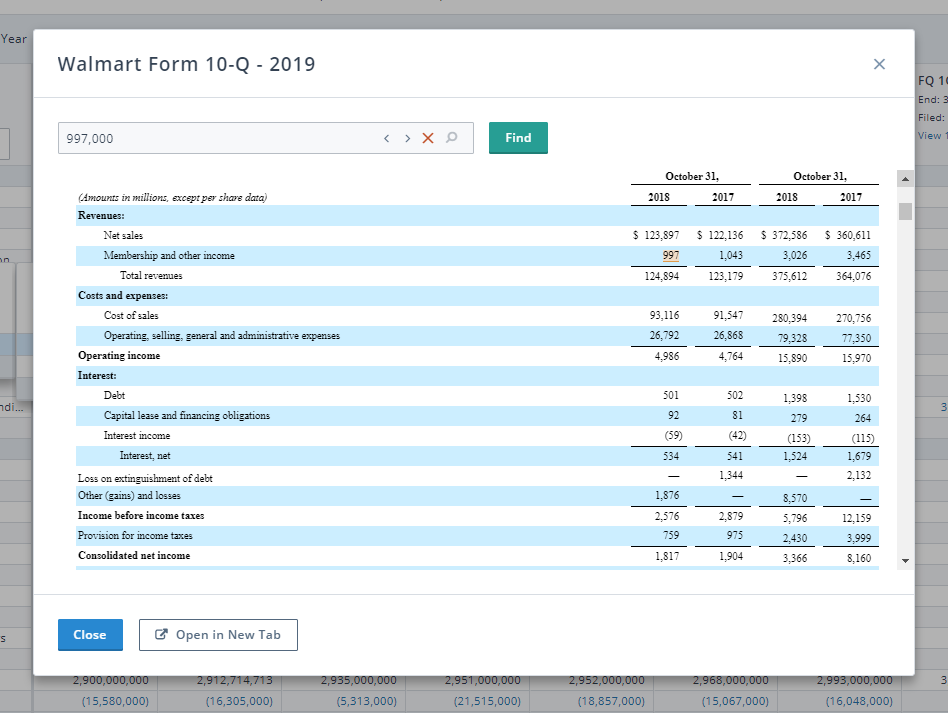 Year
Walmart Form 10-Q - 2019
×
FQ 1
End: 3
Filed:
View
997,000 < > Find
October 31, October 31,
(Amounts in millions, except per share data) 2018 2017 2018 2017
Revenues:
Net sales $ 123,897 $ 122,136 $ 372,586 $ 360,611
Membership and other income 997 1,043 3,026 3,465
Total revenues 124,894 123,179 375,612 364,076
Costs and expenses:
Cost of sales 93,116 91,547 280,394 270,756
Operating, selling, general and administrative expenses 26,792 26,868 79,328 77,350
Operating income 4,986 4,764 15,890 15,970
Interest:
Debt 501 502 1,398 1,530
ndi... 3
Capital lease and financing obligations 92 81 279 264
Interest income (59) (42) (153) (115)
Interest, net 534 541 1,524 1,679
Loss on extinguishment of debt — 1,344 — 2,132
Other (gains) and losses 1,876 — 8,570 —
Income before income taxes 2,576 2,879 5,796 12,159
Provision for income taxes 759 975 2,430 3,999
Consolidated net income 1,817 1,904 3,366 8,160
Close Open in New Tab
s
2,900,000,000 2,912,714,713 2,935,000,000 2,951,000,000 2,952,000,000 2,968,000,000 2,993,000,000 3
(15,580,000) (16,305,000) (5,313,000) (21,515,000) (18,857,000) (15,067,000) (16,048,000)